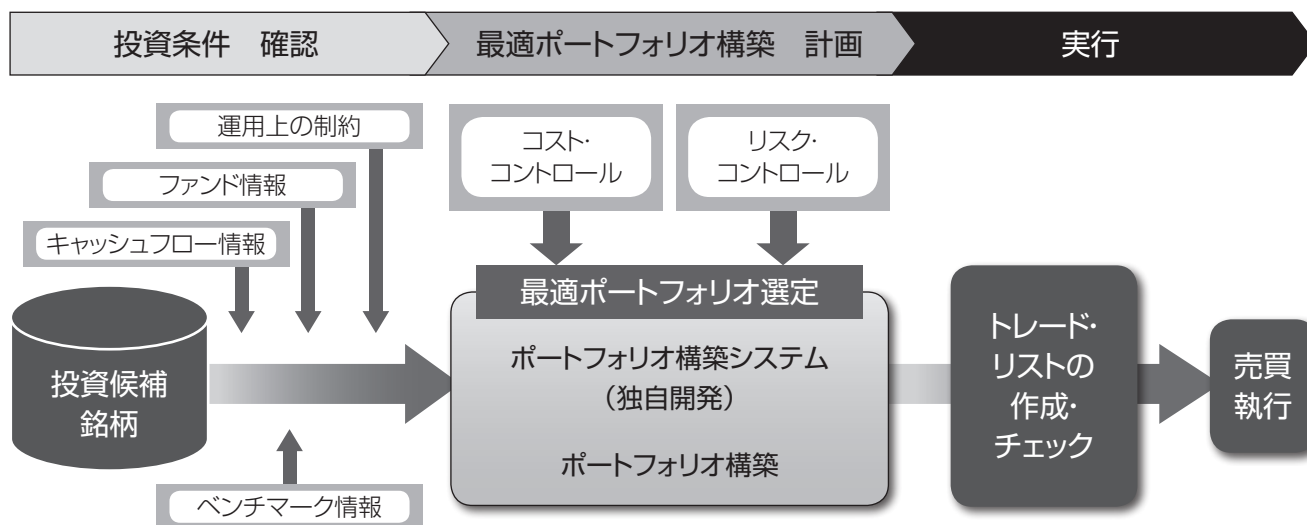 投資条件　確認
最適ポートフォリオ構築　計画
実行
運用上の制約
ファンド情報
キャッシュフロー情報
コスト・
コントロール
リスク・
コントロール
投資候補
銘柄
ベンチマーク情報
最適ポートフォリオ選定
ポートフォリオ構築システム
（独自開発）
ポートフォリオ構築
トレード・
リストの
作成・
チェック
売買
執行